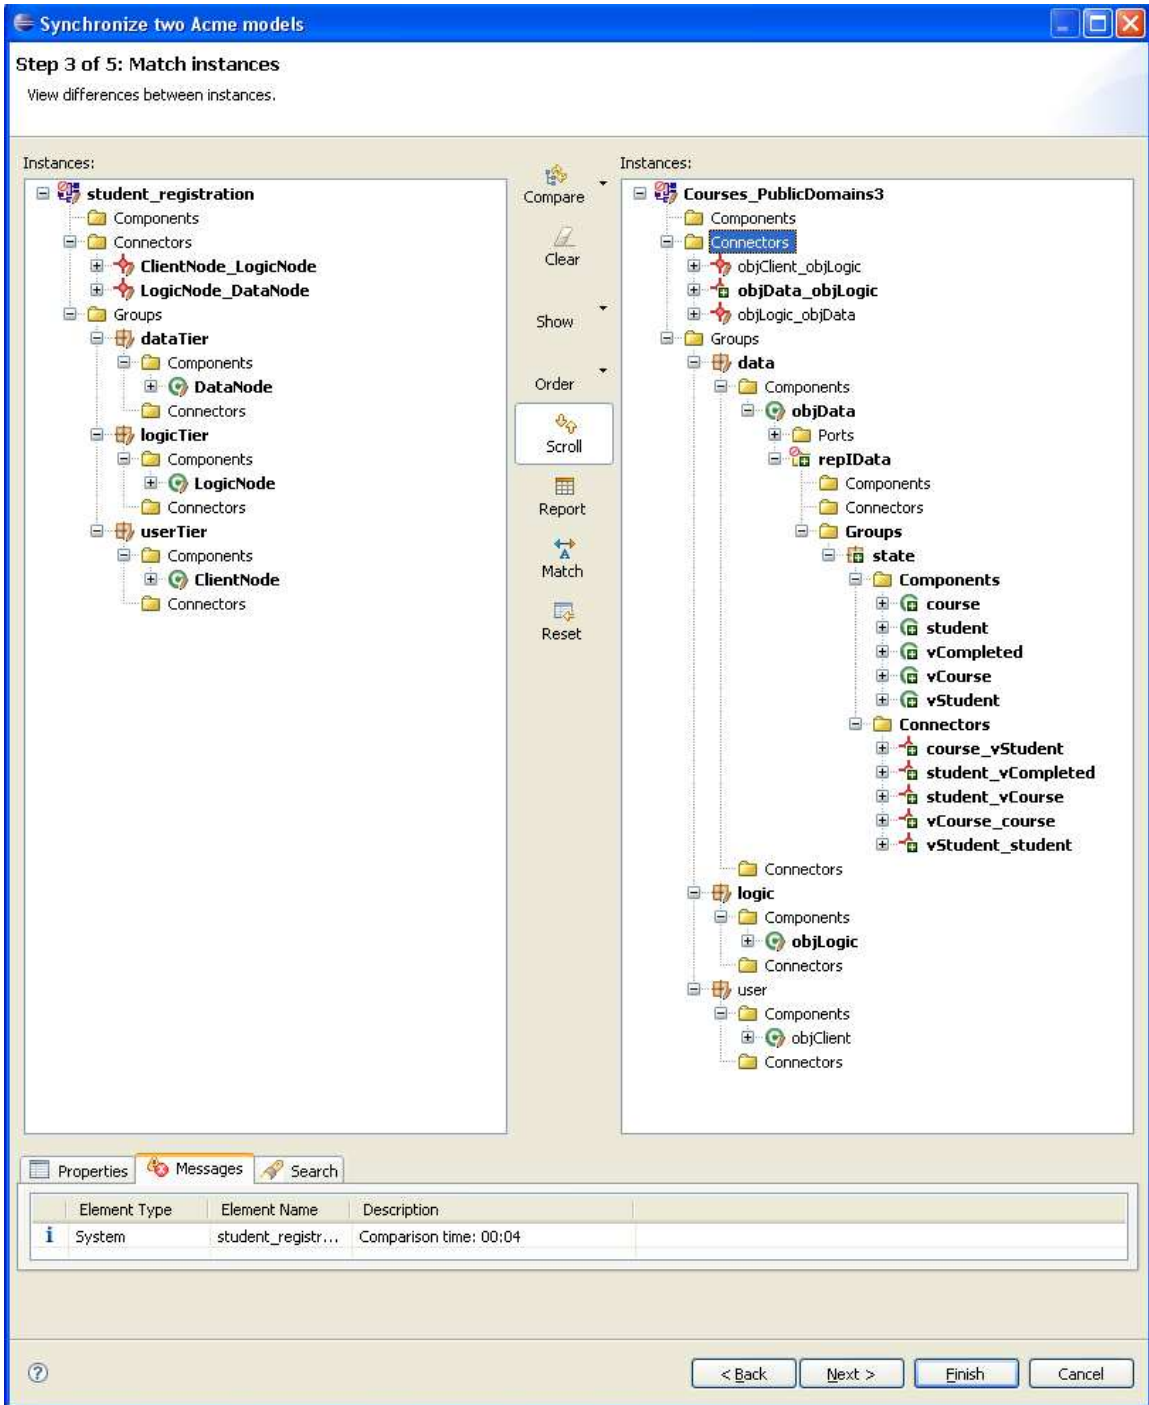 Synchronize two Acme models
Step 3 of 5: Match instances
View differences between instances.
Instances:
student_registration
Components
Connectors
ClientNode_LogicNode
LogicNode_DataNode
Groups
dataTier
Components
DataNode
Connectors
logicTier
Components
LogicNode
Connectors
userTier
Components
ClientNode
Connectors
Compare
Clear
Show
Order
Scroll
Report
A
Match
Reset
Instances:
Courses_PublicDomains3
Components
Connectors
objClient_objLogic
objData_objLogic
objLogic_objData
Groups
data
Components
objData
Ports
repIData
Components
Connectors
Groups
state
Components
course
student
vCompleted
vCourse
vStudent
Connectors
course_vStudent
student_vCompleted
student_vCourse
vCourse_course
vStudent_student
Connectors
logic
Components
objLogic
Connectors
user
Components
objClient
Connectors
Properties Messages Search
Element Type Element Name Description
i System student_registr... Comparison time: 00:04
? < Back Next > Finish Cancel